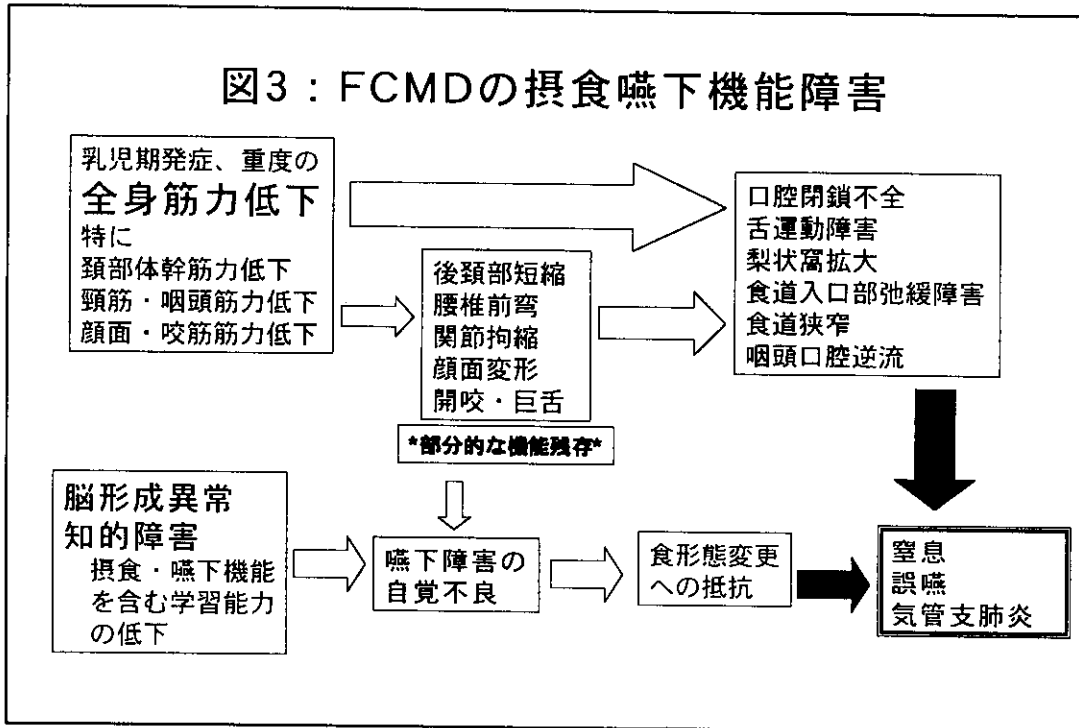 図3：FCMDの摂食嚥下機能障害
乳児期発症、重度の
全身筋力低下
特に
頚部体幹筋力低下
頸筋・咽頭筋力低下
顔面・咬筋筋力低下
後頚部短縮
腰椎前弯
関節拘縮
顔面変形
開咬・巨舌
*部分的な機能残存*
口腔閉鎖不全
舌運動障害
梨状窩拡大
食道入口部弛緩障害
食道狭窄
咽頭口腔逆流
脳形成異常
知的障害
摂食・嚥下機能
を含む学習能力
の低下
嚥下障害の
自覚不良
食形態変更
への抵抗
窒息
誤嚥
気管支肺炎